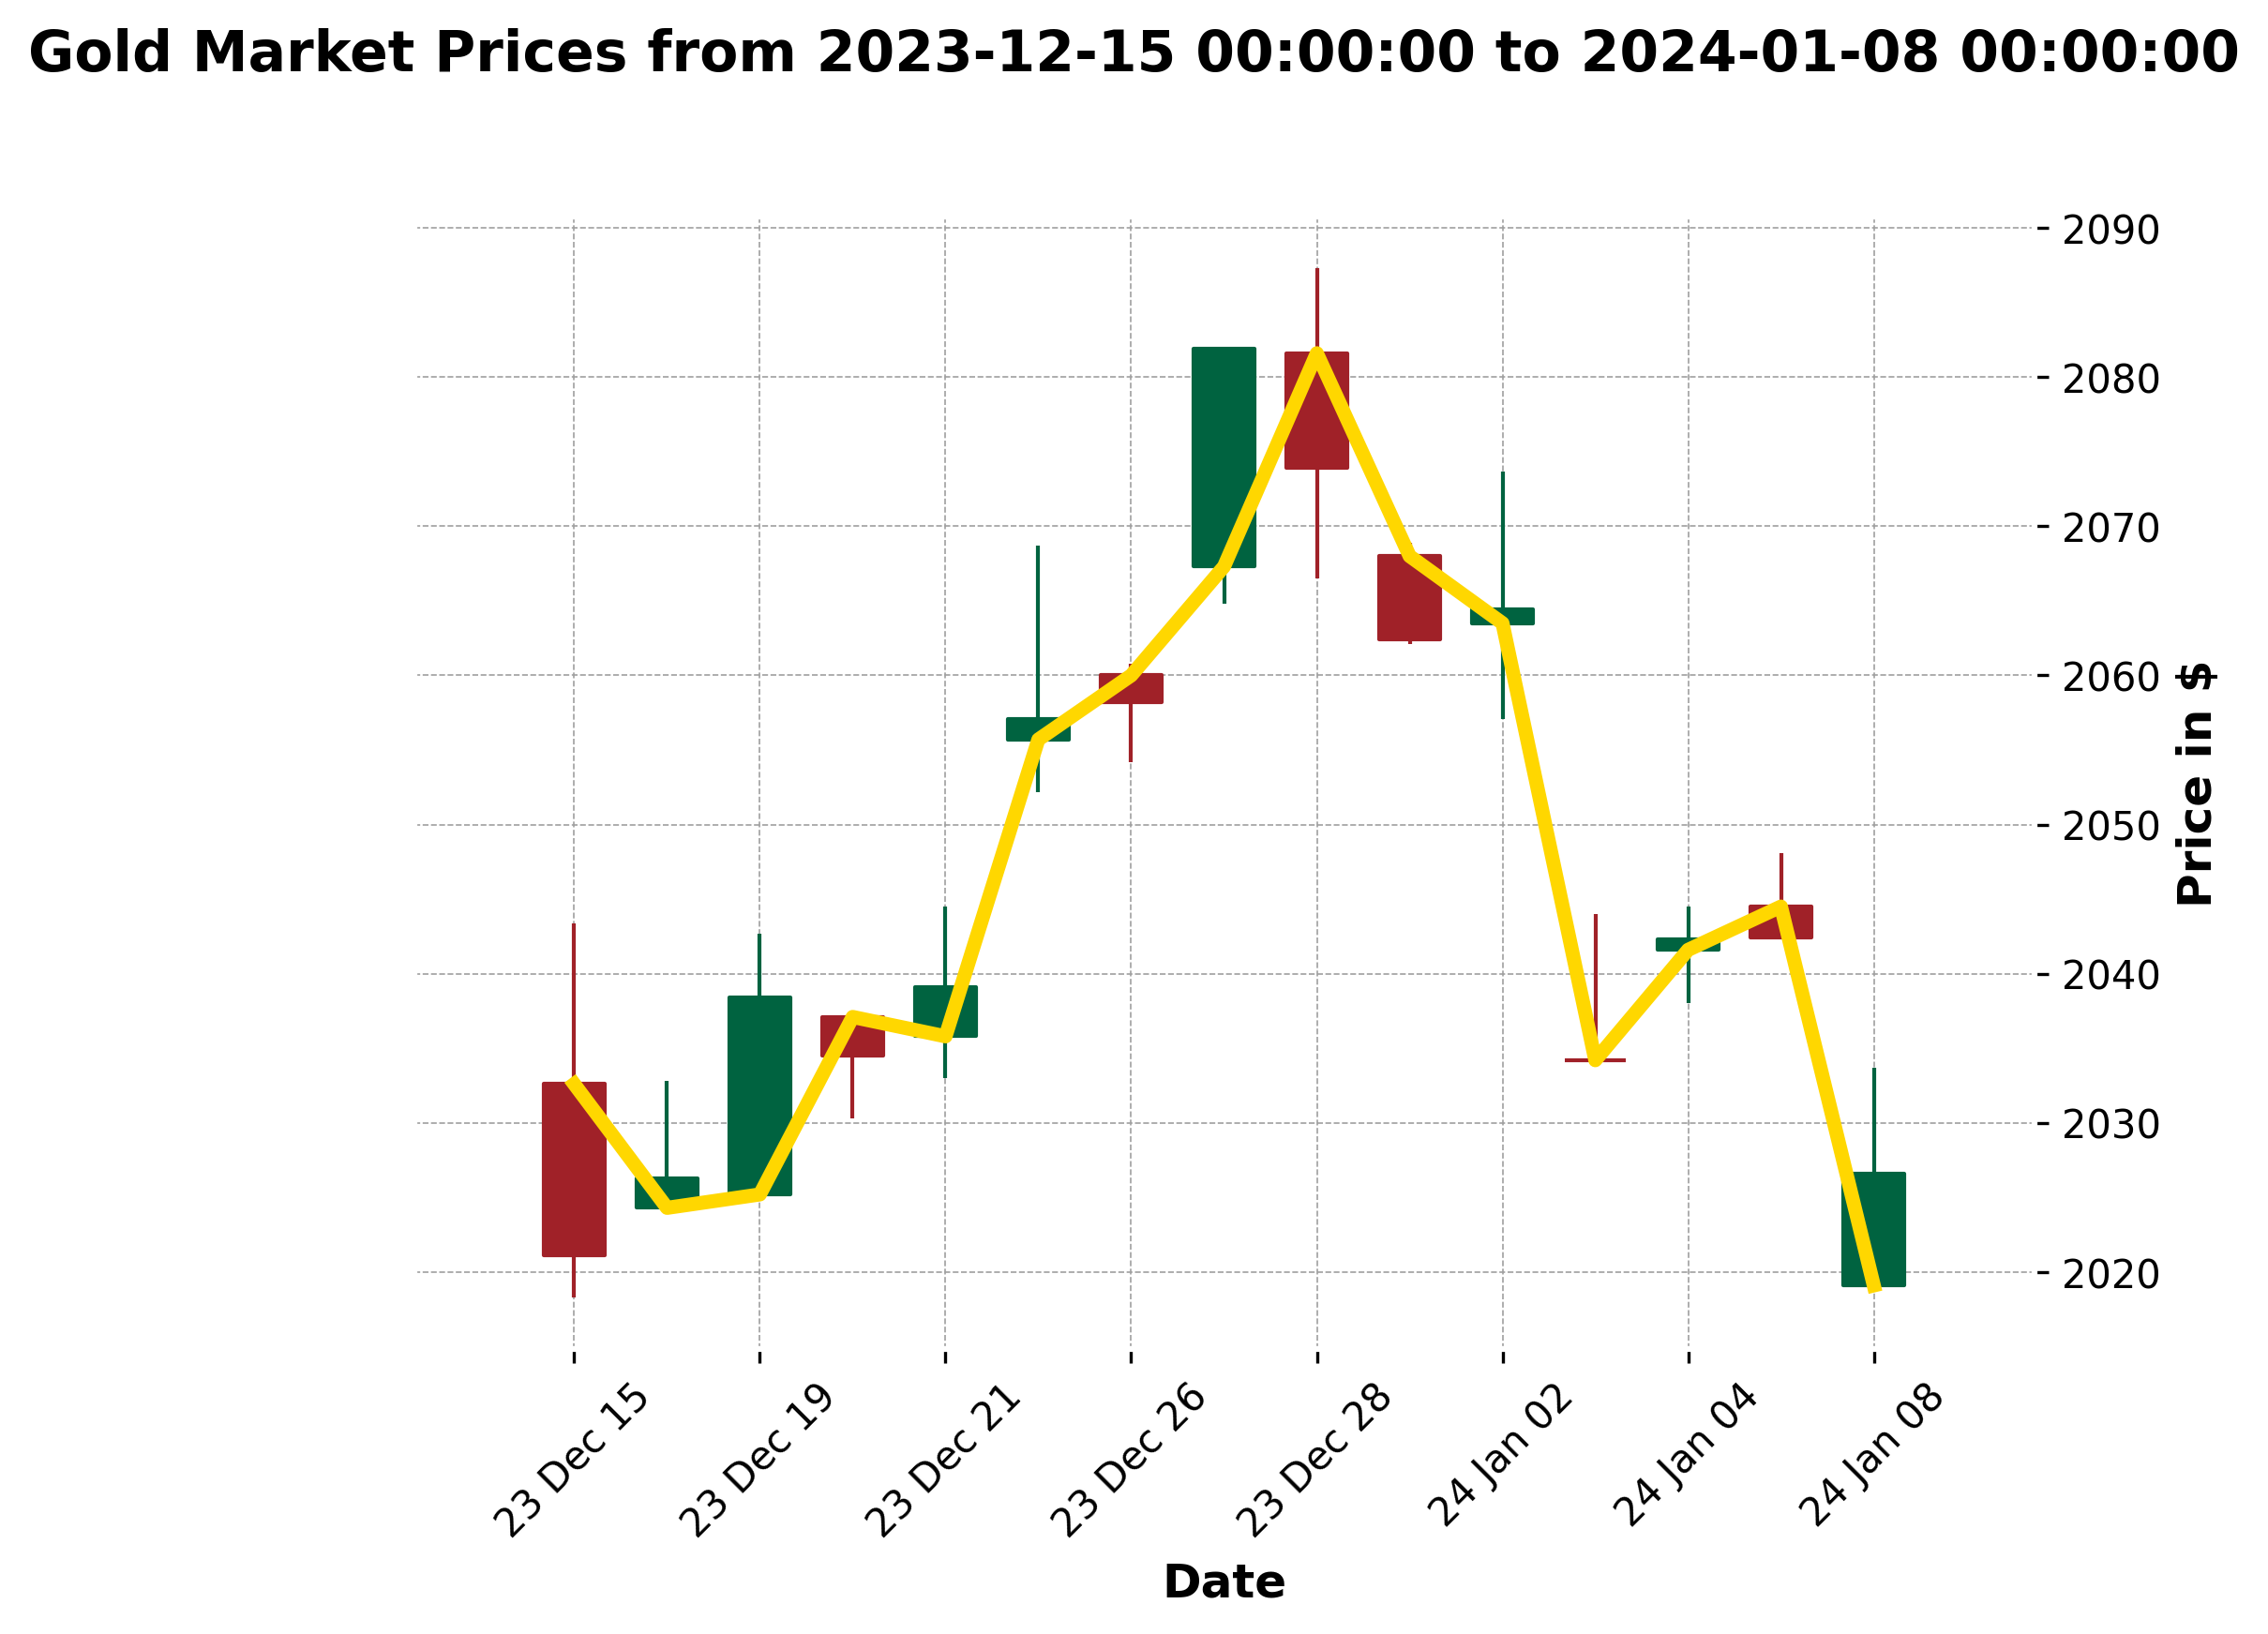 Gold Market Prices from 2023-12-15 00:00:00 to 2024-01-08 00:00:00
2090
2080
2070
2060
2050
2040
2030
2020
Price in $
23 Dec 15
23 Dec 19
23 Dec 21
23 Dec 26
23 Dec 28
24 Jan 02
24 Jan 04
24 Jan 08
Date